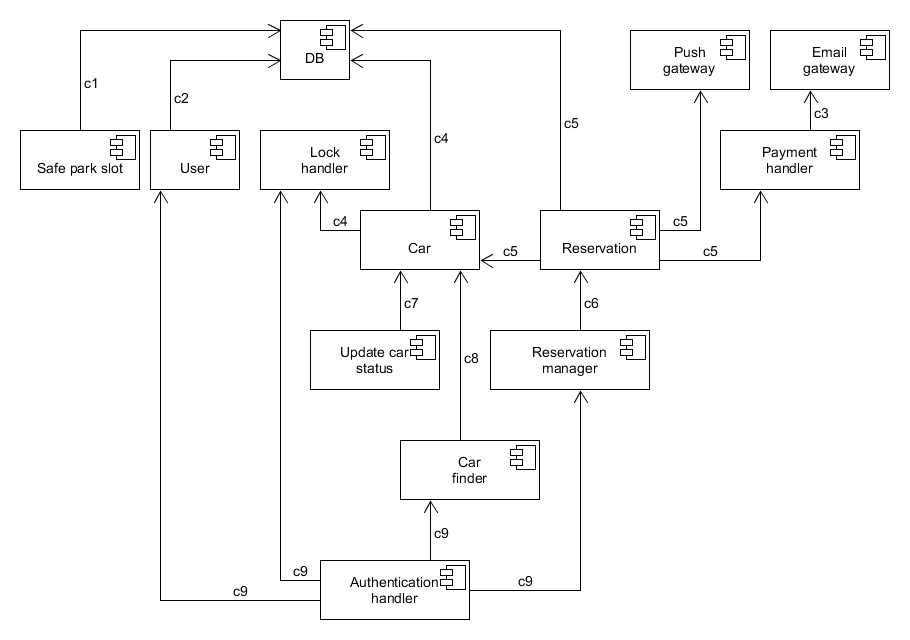 DB
Push
gateway
Email
gateway
c1
c2
c3
c5
c4
Safe park slot
User
Lock
handler
Payment
handler
c4
c5
Car
Reservation
c5
c5
c7
c6
Update car
status
c8
Reservation
manager
Car
finder
c9
c9
c9
c9
Authentication
handler